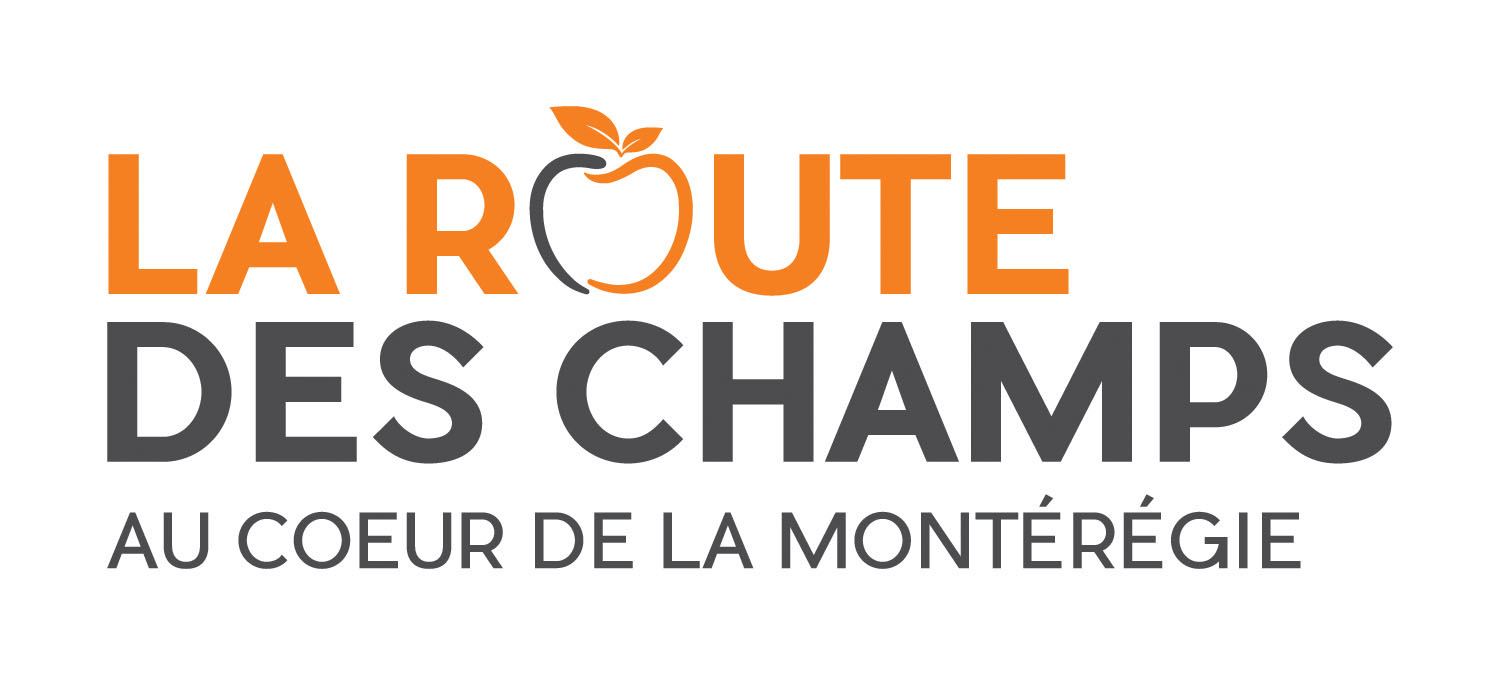 LA ROUTE
DES CHAMPS
AU COEUR DE LA MONTÉRÉGIE